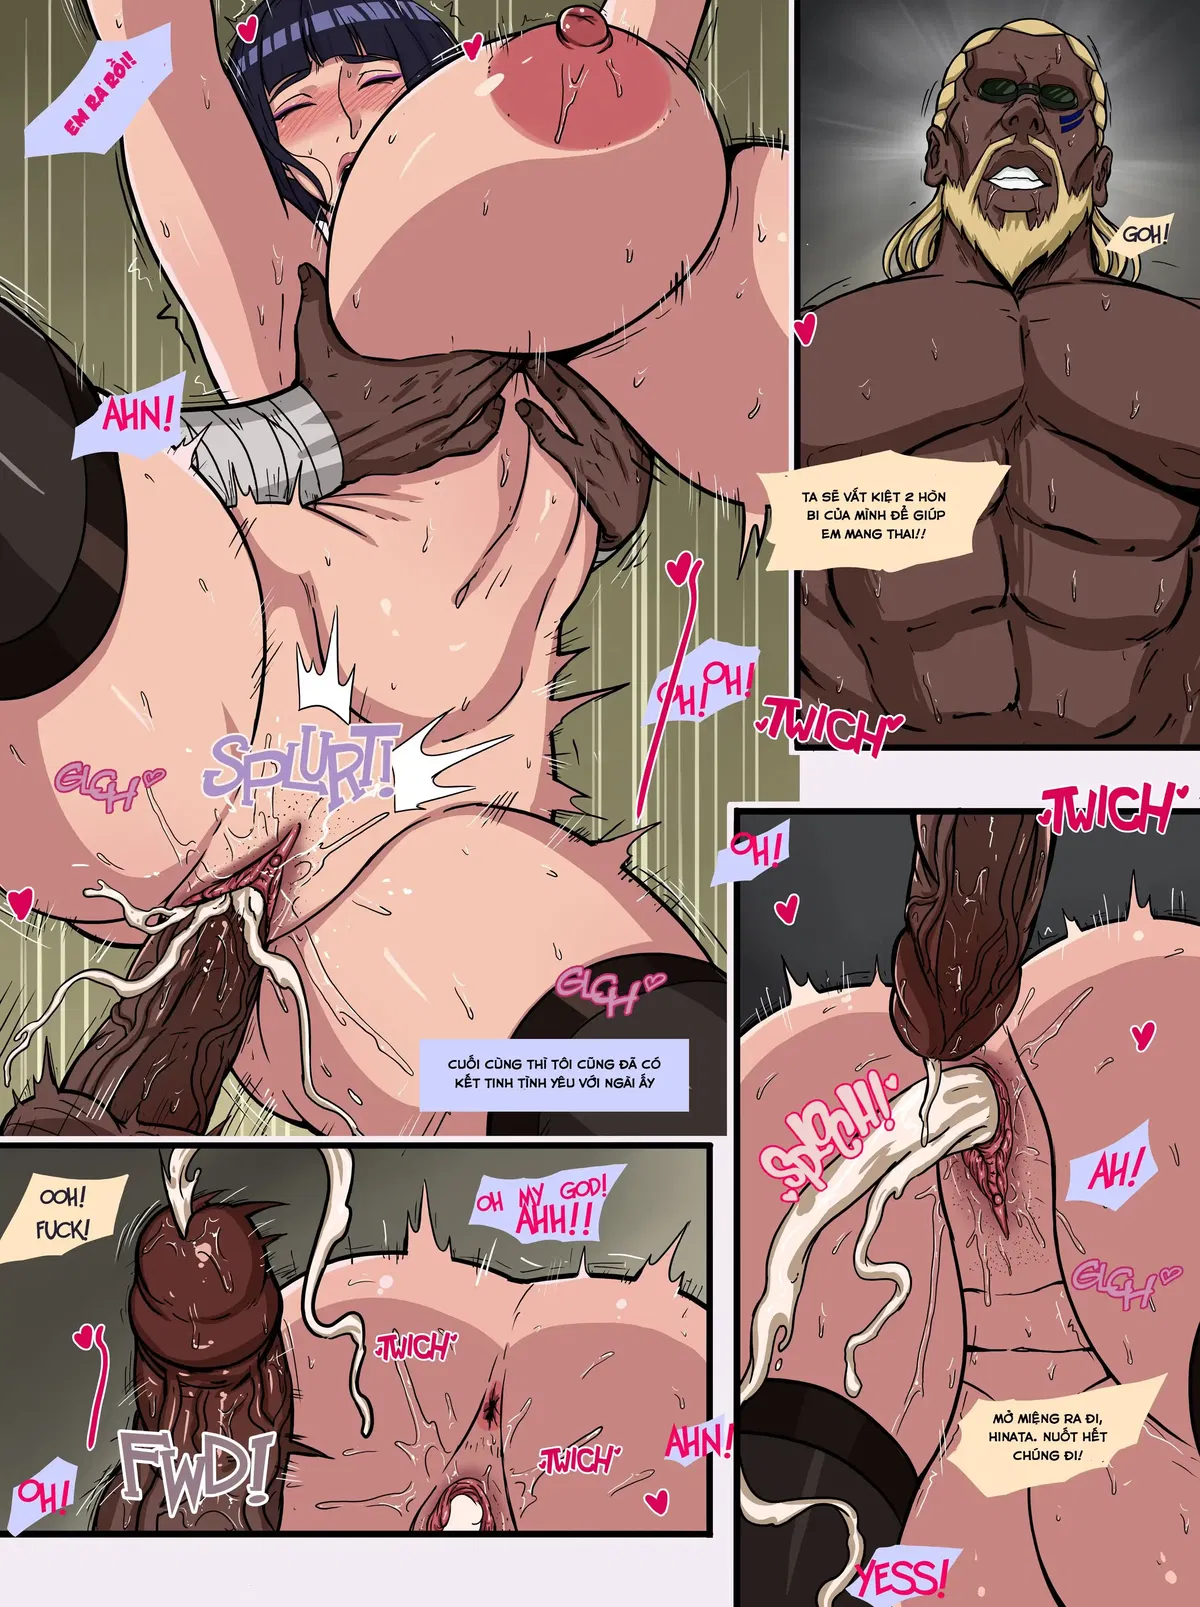 EM RA RỒI!
GOH!
AHN!
TA SẼ VẮT KIỆT 2 HÒN
BI CỦA MÌNH ĐỂ GIÚP
EM MANG THAI!!
OH!
OH!
TWICH
SPLURT!
GLCH
GLCH
CUỐI CÙNG THÌ TÔI CŨNG ĐÃ CÓ
KẾT TINH TÌNH YÊU VỚI NGÀI ẤY
TWICH
OH!
SPLOCH!
AH!
GLCH
OOH!
FUCK!
OH MY GOD!
AHH!!
TWICH
FWD!
OH!
TWICH
AHN!
MỞ MIỆNG RA ĐI,
HINATA. NUỐT HẾT
CHÚNG ĐI!
YESS!